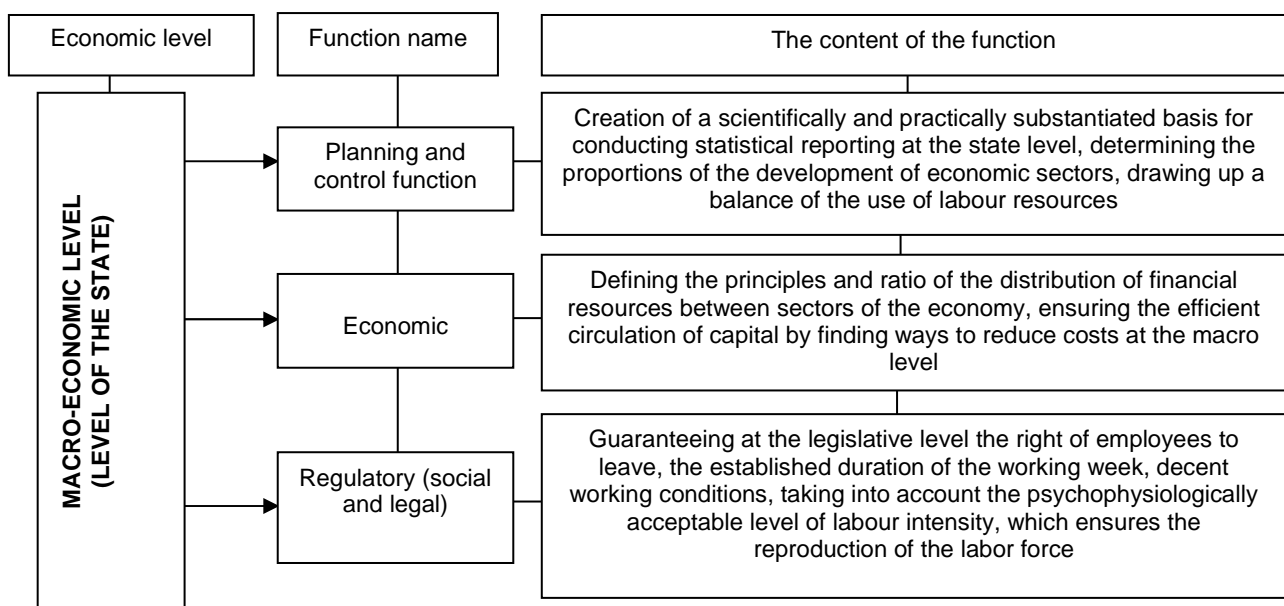 Economic level
Function name
The content of the function
MACRO-ECONOMIC LEVEL
(LEVEL OF THE STATE)
Planning and
control function
Creation of a scientifically and practically substantiated basis for
conducting statistical reporting at the state level, determining the
proportions of the development of economic sectors, drawing up a
balance of the use of labour resources
Economic
Defining the principles and ratio of the distribution of financial
resources between sectors of the economy, ensuring the efficient
circulation of capital by finding ways to reduce costs at the macro
level
Regulatory (social
and legal)
Guaranteeing at the legislative level the right of employees to
leave, the established duration of the working week, decent
working conditions, taking into account the psychophysiologically
acceptable level of labour intensity, which ensures the
reproduction of the labor force